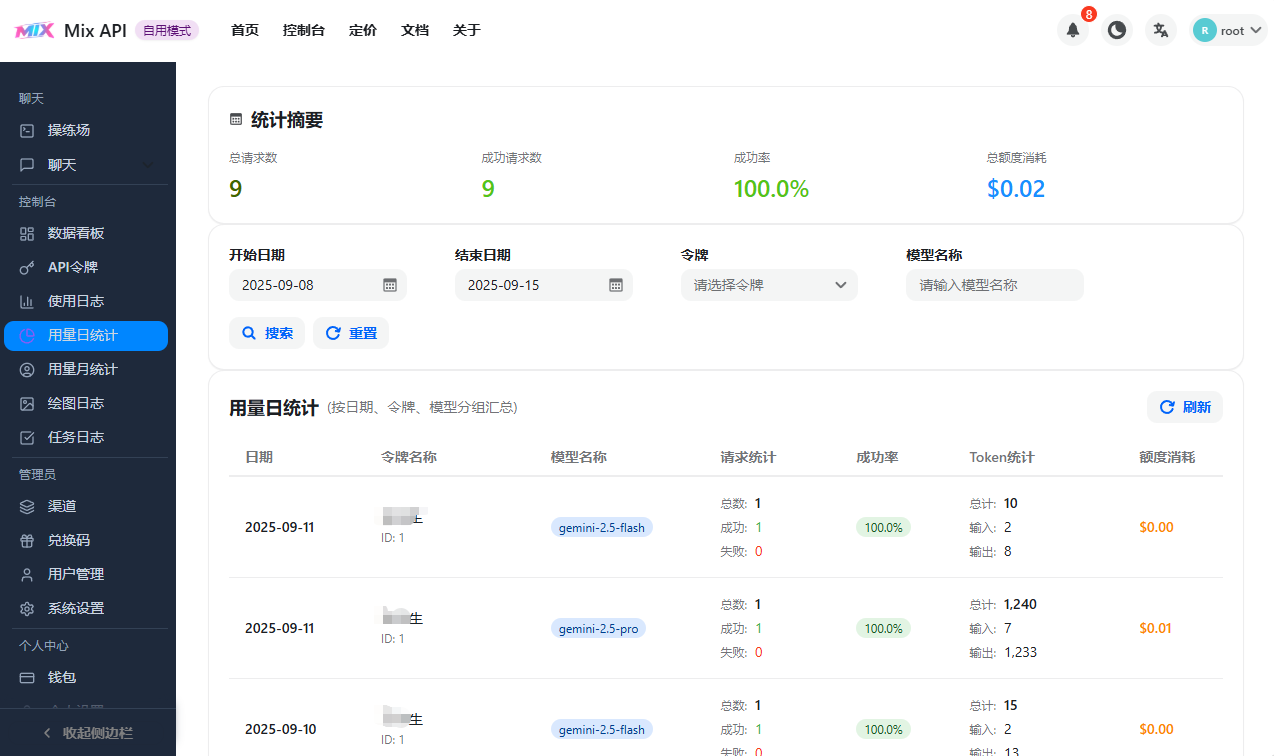 MIX Mix API 自用模式 首页 控制台 定价 文档 关于 8 R root
聊天
操练场
聊天
控制台
数据看板
API令牌
使用日志
用量日统计
用量月统计
绘图日志
任务日志
管理员
渠道
兑换码
用户管理
系统设置
个人中心
钱包
收起侧边栏
统计摘要
总请求数 成功请求数 成功率 总额度消耗
9 9 100.0% $0.02
开始日期 结束日期 令牌 模型名称
2025-09-08 2025-09-15 请选择令牌 请输入模型名称
搜索 重置
用量日统计 (按日期、令牌、模型分组汇总) 刷新
日期 令牌名称 模型名称 请求统计 成功率 Token统计 额度消耗
总数: 1 总计: 10
2025-09-11 生 gemini-2.5-flash 成功: 1 100.0% 输入: 2 $0.00
ID: 1 失败: 0 输出: 8
总数: 1 总计: 1,240
2025-09-11 生 gemini-2.5-pro 成功: 1 100.0% 输入: 7 $0.01
ID: 1 失败: 0 输出: 1,233
总数: 1 总计: 15
2025-09-10 生 gemini-2.5-flash 成功: 1 100.0% 输入: 2 $0.00
ID: 1 失败: 0 输出: 13